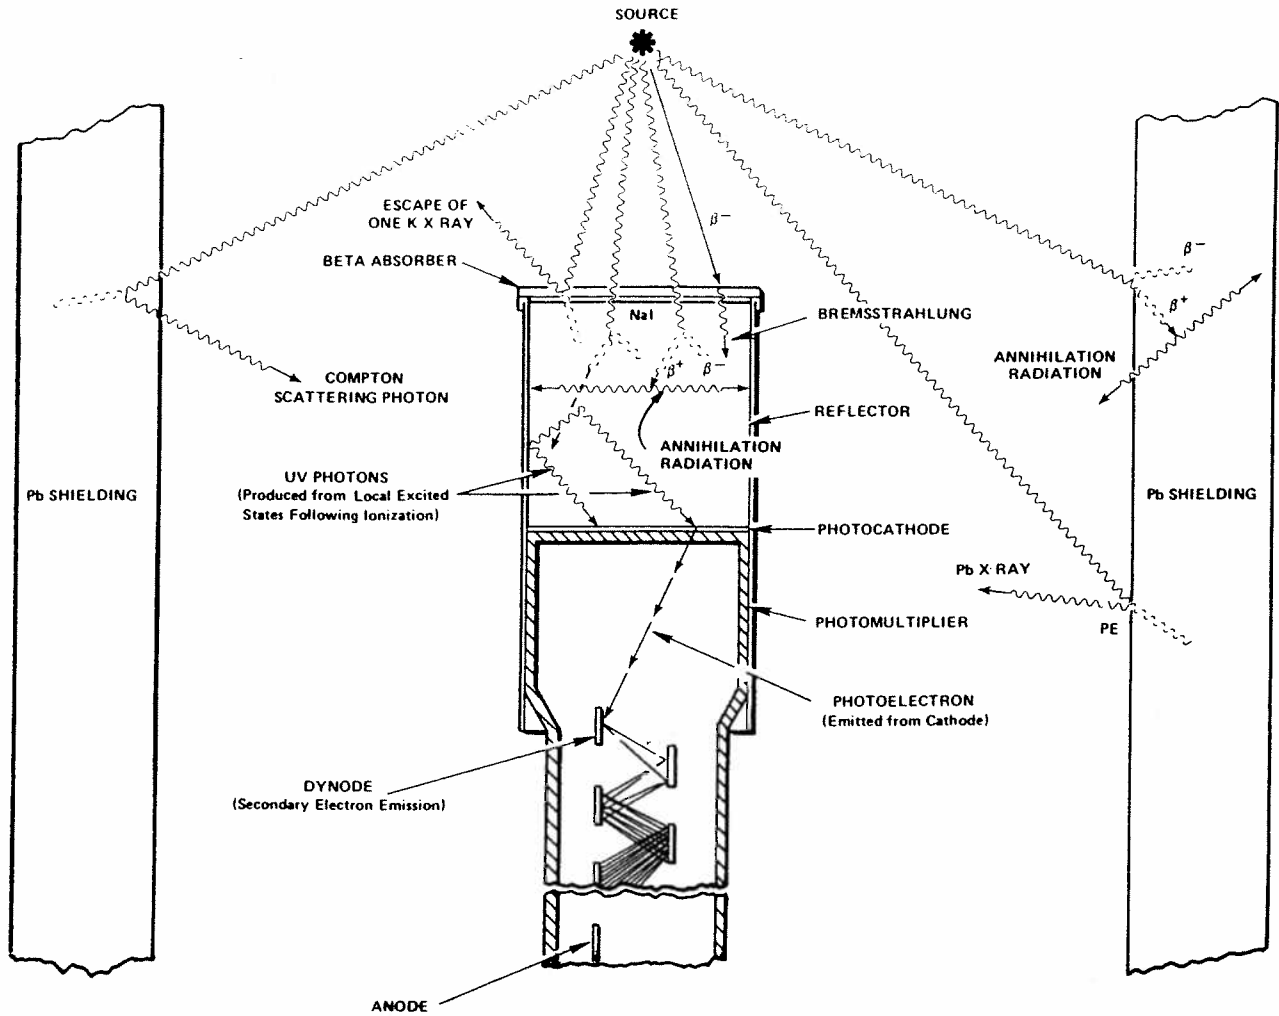 SOURCE
ESCAPE OF
ONE K X RAY
β−
BETA ABSORBER
NaI
BREMSSTRAHLUNG
β−
β+
ANNIHILATION
RADIATION
COMPTON
SCATTERING PHOTON
β+
β−
REFLECTOR
ANNIHILATION
RADIATION
UV PHOTONS
(Produced from Local Excited
States Following Ionization)
Pb SHIELDING
Pb SHIELDING
PHOTOCATHODE
Pb X-RAY
PHOTOMULTIPLIER
PE
PHOTOELECTRON
(Emitted from Cathode)
DYNODE
(Secondary Electron Emission)
ANODE